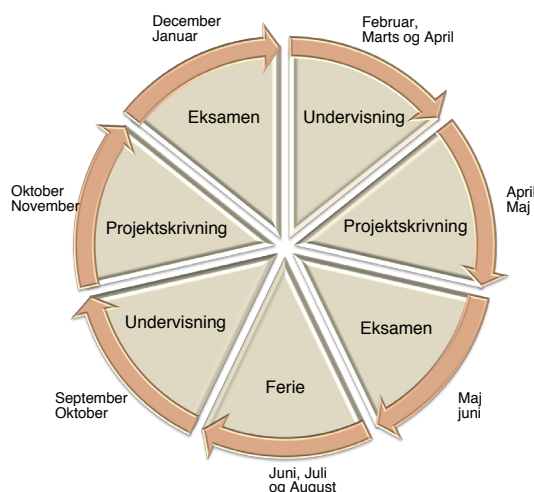 December
Januar
Februar,
Marts og April
Eksamen
Undervisning
Oktober
November
April
Maj
Projektskrivning
Projektskrivning
Undervisning
Eksamen
Ferie
September
Oktober
Maj
juni
Juni, Juli
og August